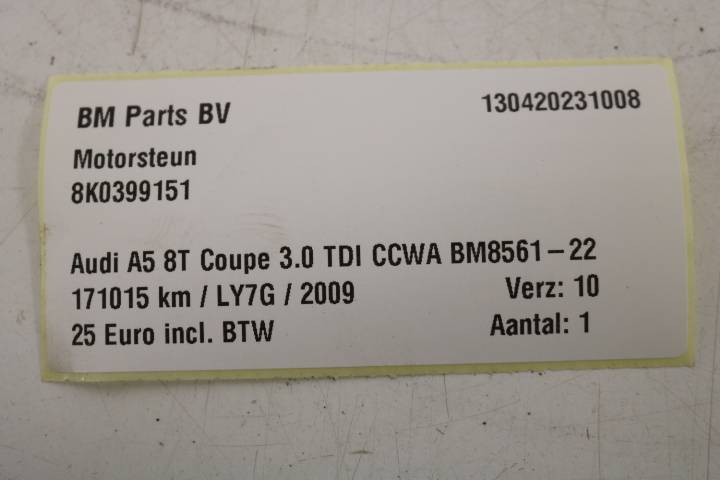 BM Parts BV 130420231008
Motorsteun
8K0399151
Audi A5 8T Coupe 3.0 TDI CCWA BM8561-22
171015 km / LY7G / 2009 Verz: 10
25 Euro incl. BTW Aantal: 1